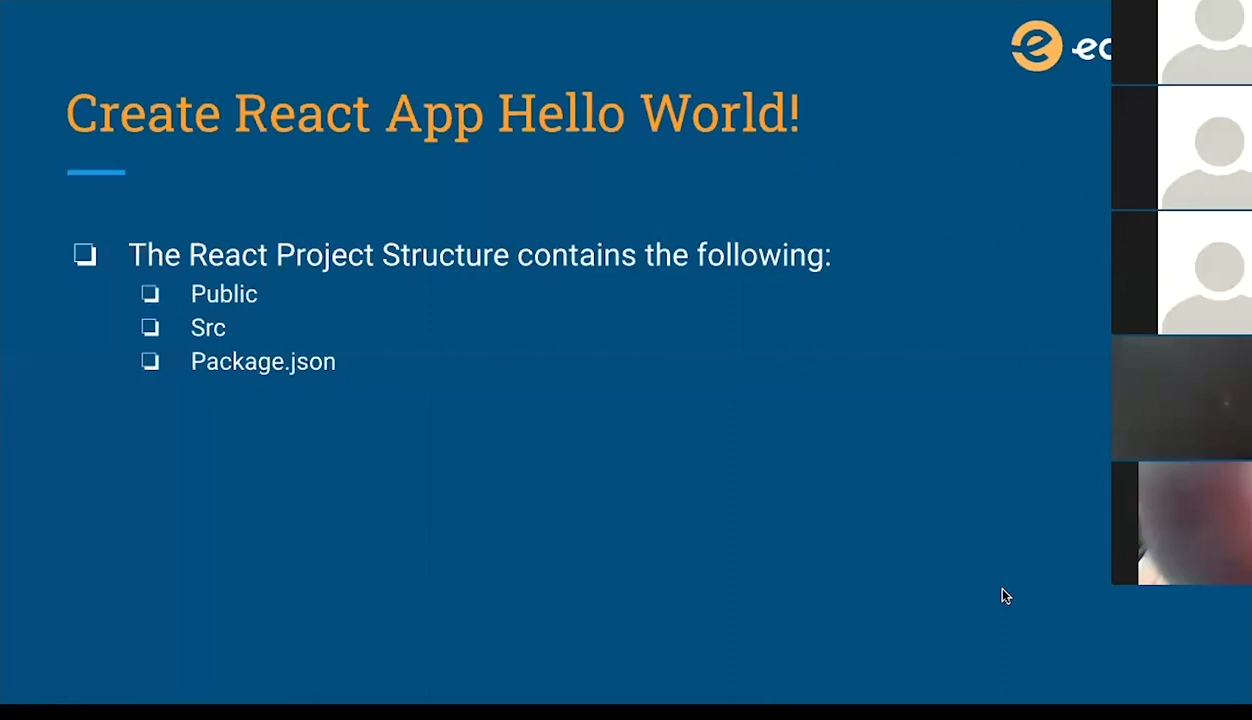 Create React App Hello World!
The React Project Structure contains the following:
Public
Src
Package.json